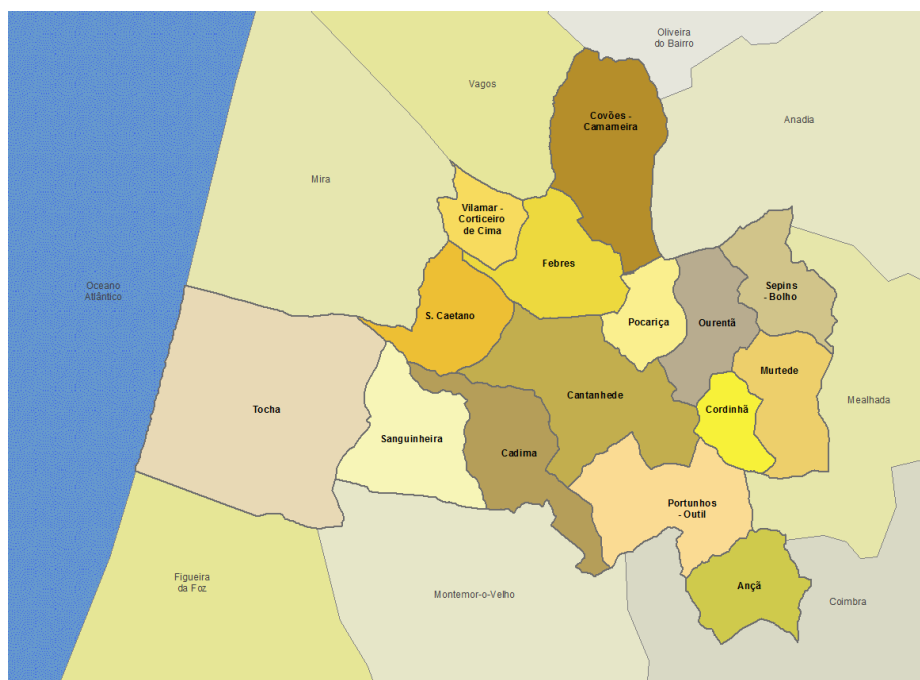 Oliveira
do Bairro
Vagos
Covões -
Camarneira
Anadia
Mira
Vilamar -
Corticeiro
de Cima
Febres
Oceano
Atlântico
Sepins
- Bolho
S. Caetano
Pocariça
Ourentã
Murtede
Cantanhede
Mealhada
Tocha
Cordinhã
Sanguinheira
Cadima
Portunhos
- Outil
Figueira
da Foz
Ançã
Montemor-o-Velho
Coimbra